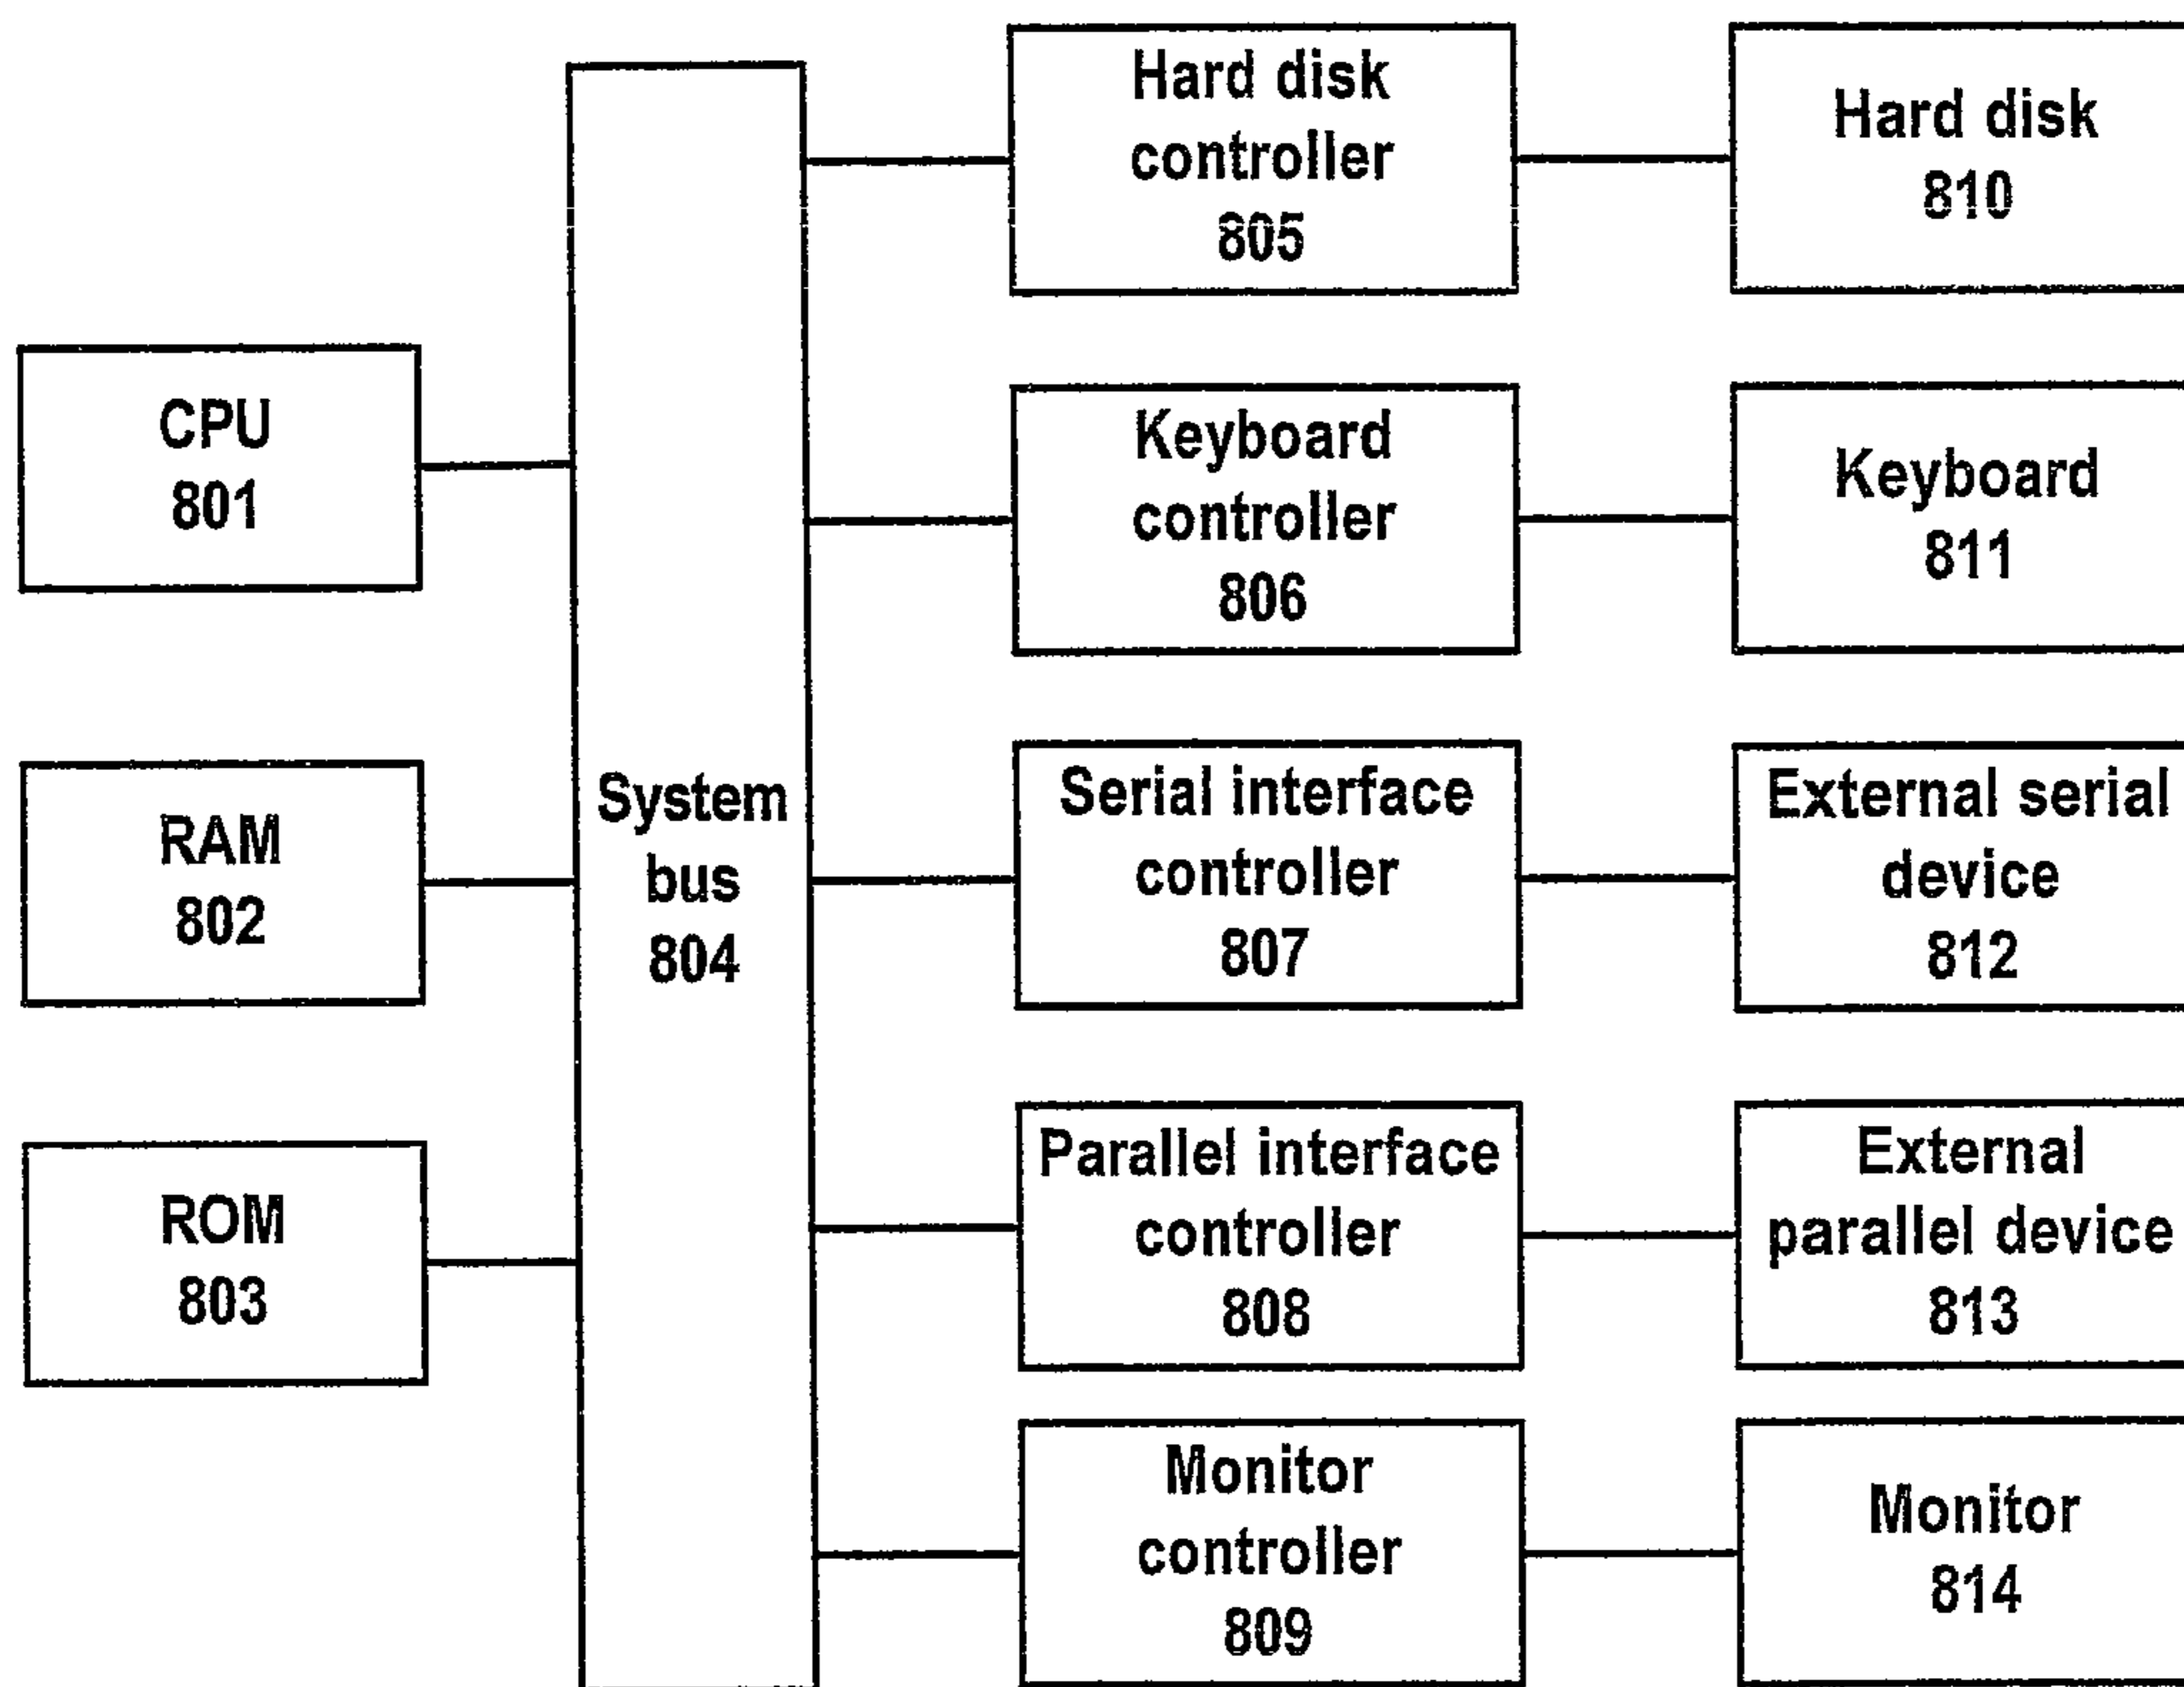 CPU
801
RAM
802
ROM
803
System
bus
804
Hard disk
controller
805
Keyboard
controller
806
Serial interface
controller
807
Parallel interface
controller
808
Monitor
controller
809
Hard disk
810
Keyboard
811
External serial
device
812
External
parallel device
813
Monitor
814